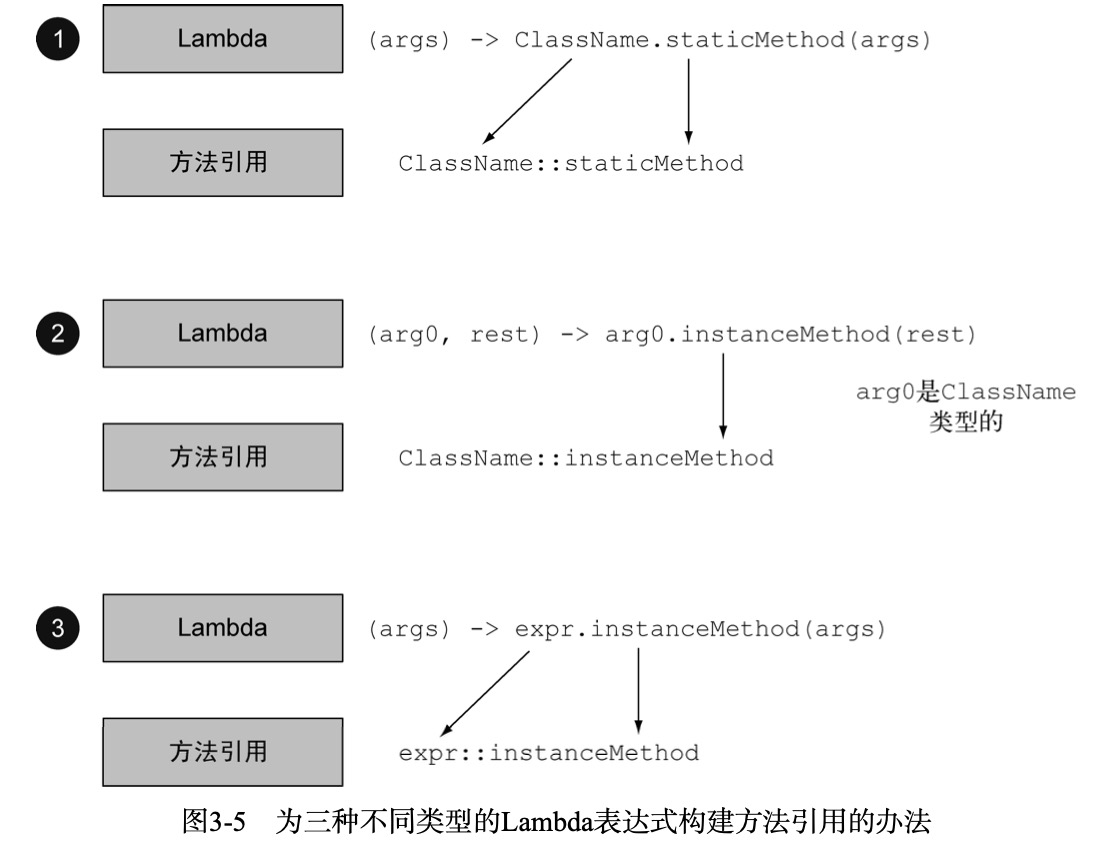 1 Lambda (args) -> ClassName.staticMethod(args)
方法引用 ClassName::staticMethod
2 Lambda (arg0, rest) -> arg0.instanceMethod(rest)
arg0是ClassName
类型的
方法引用 ClassName::instanceMethod
3 Lambda (args) -> expr.instanceMethod(args)
方法引用 expr::instanceMethod
图3-5 为三种不同类型的Lambda表达式构建方法引用的办法